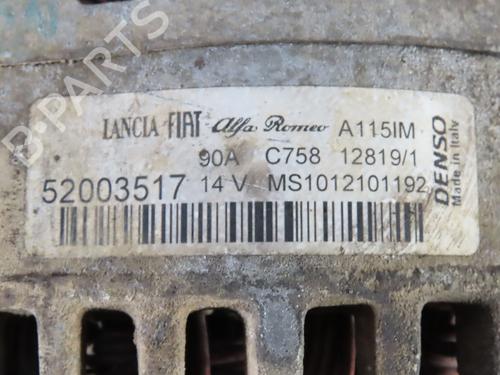 LANCIA FIAT Alfa Romeo A115IM
90A C758 12819/1
52003517 14 V MS1012101192
DENSO
Made in Italy
B-PARTS